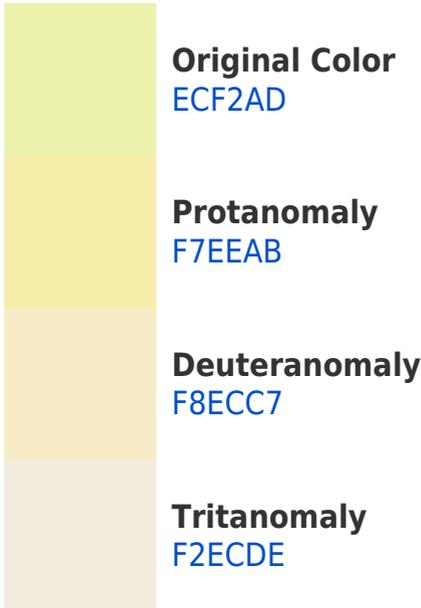 Original Color
ECF2AD
Protanomaly
F7EEAB
Deuteranomaly
F8ECC7
Tritanomaly
F2ECDE